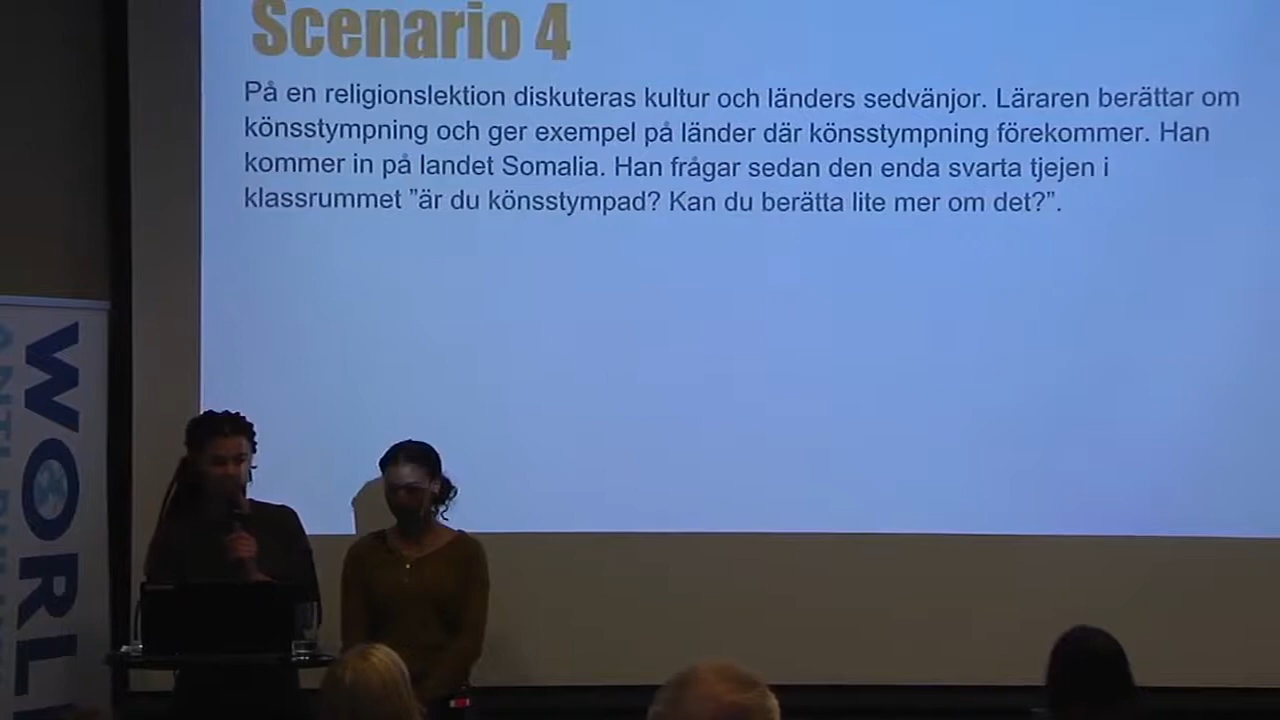 Scenario 4
På en religionslektion diskuteras kultur och länders sedvänjor. Läraren berättar om
könsstympning och ger exempel på länder där könsstympning förekommer. Han
kommer in på landet Somalia. Han frågar sedan den enda svarta tjejen i
klassrummet ”är du könsstympad? Kan du berätta lite mer om det?”.
WORL